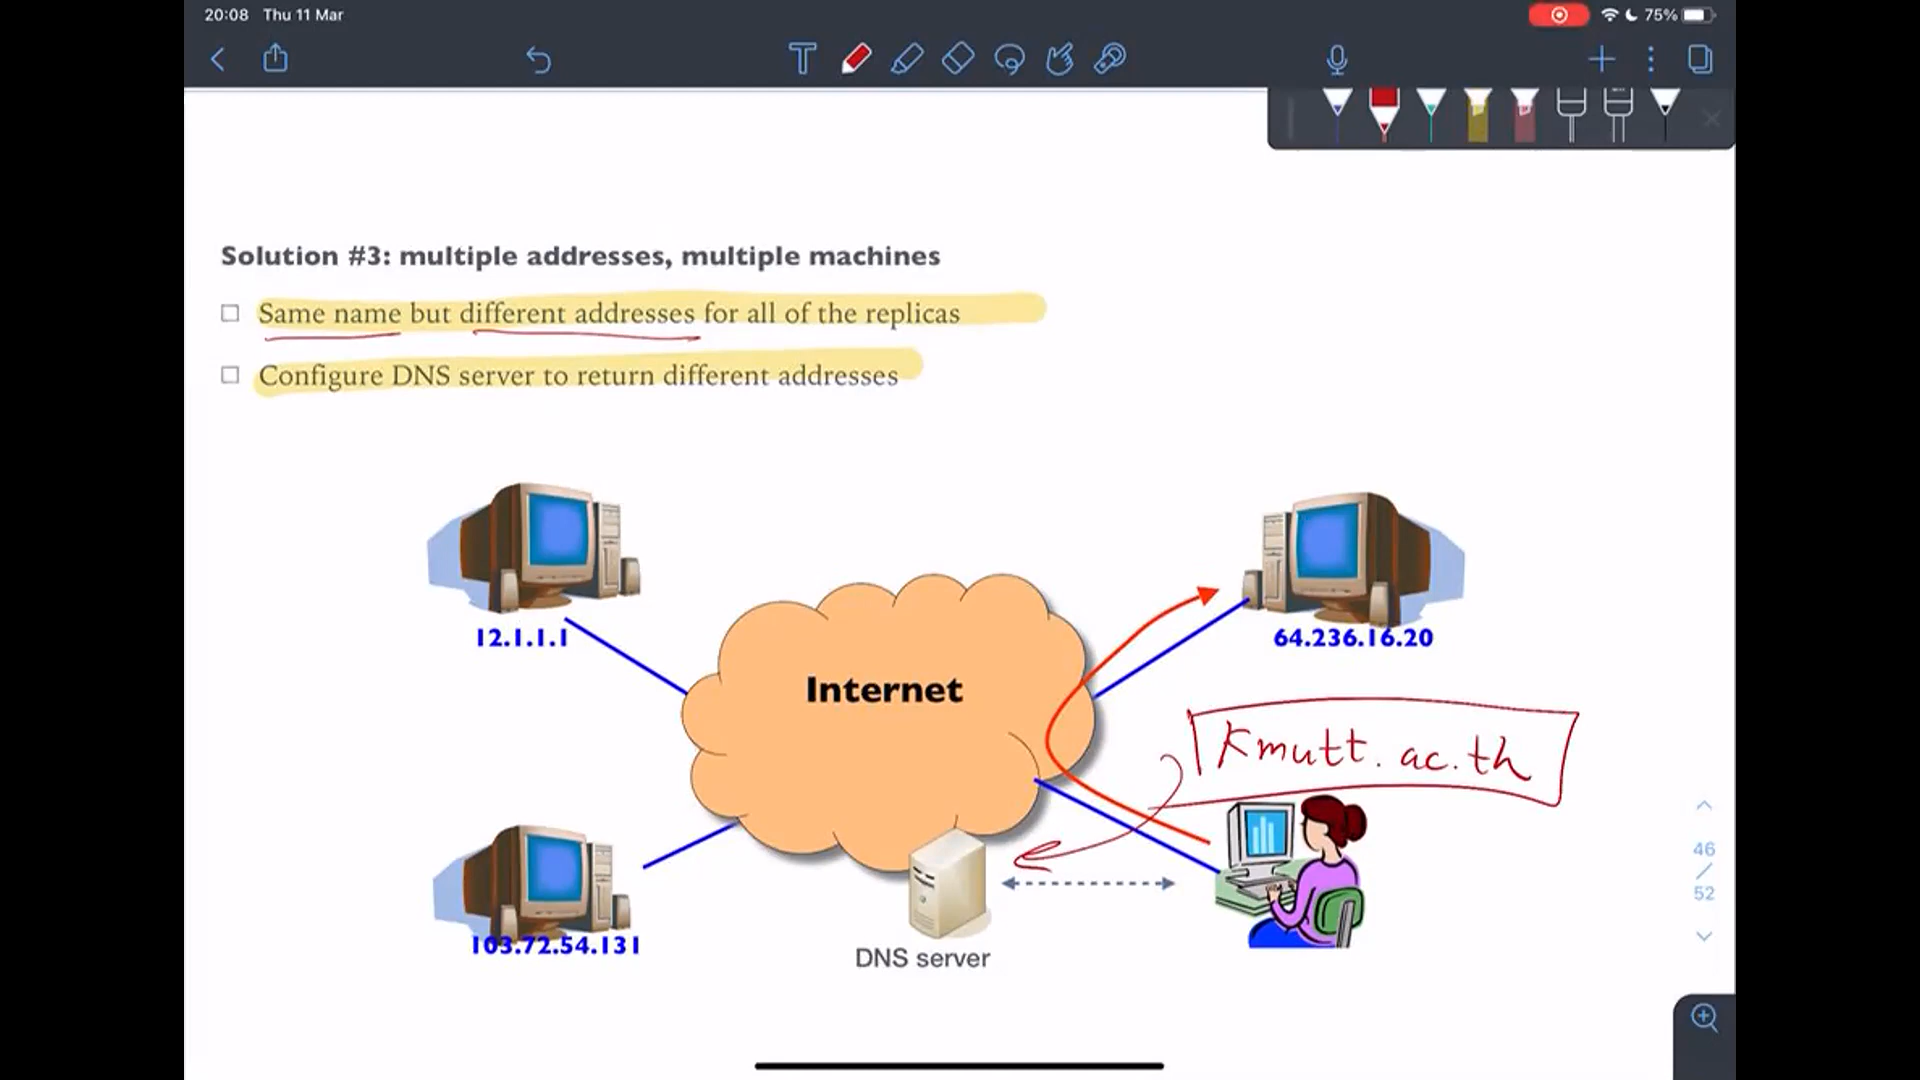 20:08 Thu 11 Mar
75%
Solution #3: multiple addresses, multiple machines
Same name but different addresses for all of the replicas
Configure DNS server to return different addresses
12.1.1.1
64.236.16.20
Internet
Kmutt.ac.th
46
/
52
103.72.54.131
DNS server